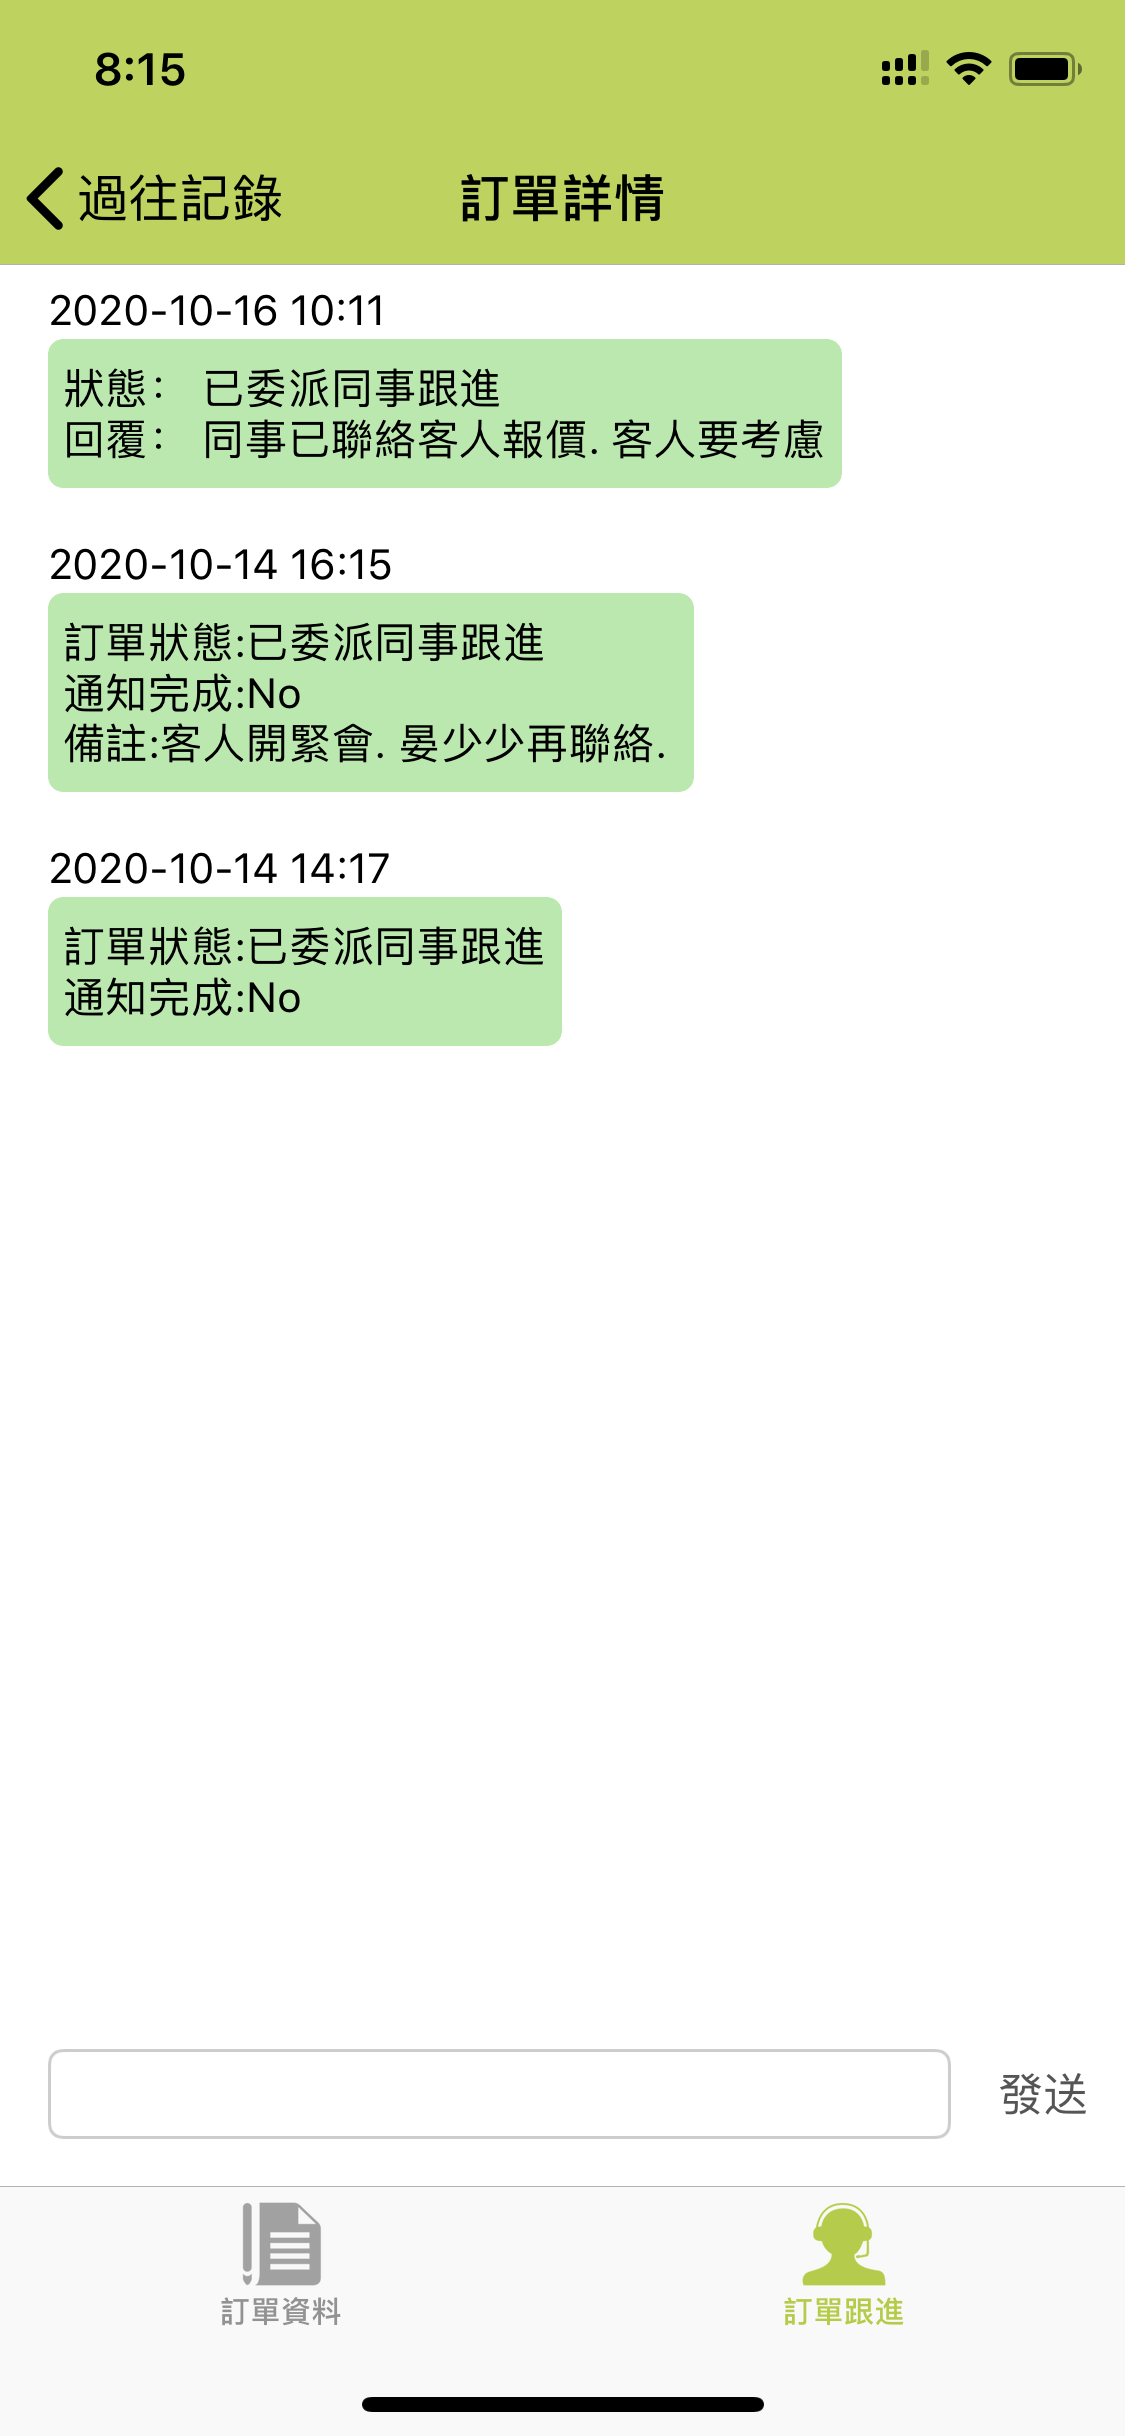 8:15
過往記錄
訂單詳情
2020-10-16 10:11
狀態： 已委派同事跟進
回覆： 同事已聯絡客人報價. 客人要考慮
2020-10-14 16:15
訂單狀態:已委派同事跟進
通知完成:No
備註:客人開緊會. 晏少少再聯絡.
2020-10-14 14:17
訂單狀態:已委派同事跟進
通知完成:No
發送
訂單資料
訂單跟進